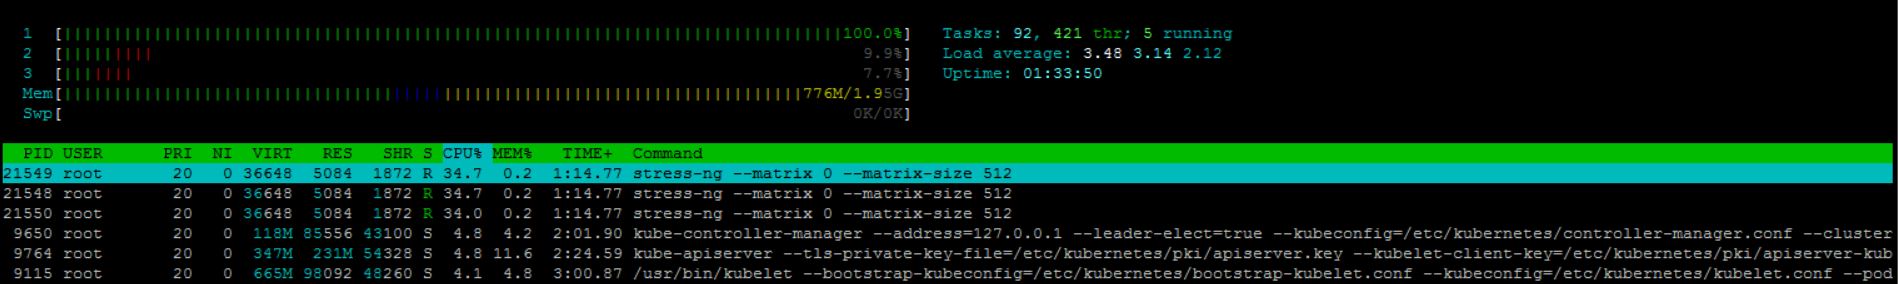 1 [100.0%] Tasks: 92, 421 thr; 5 running
2 [9.9%] Load average: 3.48 3.14 2.12
3 [7.7%] Uptime: 01:33:50
Mem[776M/1.95G]
Swp[0K/0K]
PID USER PRI NI VIRT RES SHR S CPU% MEM% TIME+ Command
21549 root 20 0 36648 5084 1872 R 34.7 0.2 1:14.77 stress-ng --matrix 0 --matrix-size 512
21548 root 20 0 36648 5084 1872 R 34.7 0.2 1:14.77 stress-ng --matrix 0 --matrix-size 512
21550 root 20 0 36648 5084 1872 R 34.0 0.2 1:14.77 stress-ng --matrix 0 --matrix-size 512
9650 root 20 0 118M 85556 43100 S 4.8 4.2 2:01.90 kube-controller-manager --address=127.0.0.1 --leader-elect=true --kubeconfig=/etc/kubernetes/controller-manager.conf --cluster
9764 root 20 0 347M 231M 54328 S 4.8 11.6 2:24.59 kube-apiserver --tls-private-key-file=/etc/kubernetes/pki/apiserver.key --kubelet-client-key=/etc/kubernetes/pki/apiserver-kub
9115 root 20 0 665M 98092 48260 S 4.1 4.8 3:00.87 /usr/bin/kubelet --bootstrap-kubeconfig=/etc/kubernetes/bootstrap-kubelet.conf --kubeconfig=/etc/kubernetes/kubelet.conf --pod